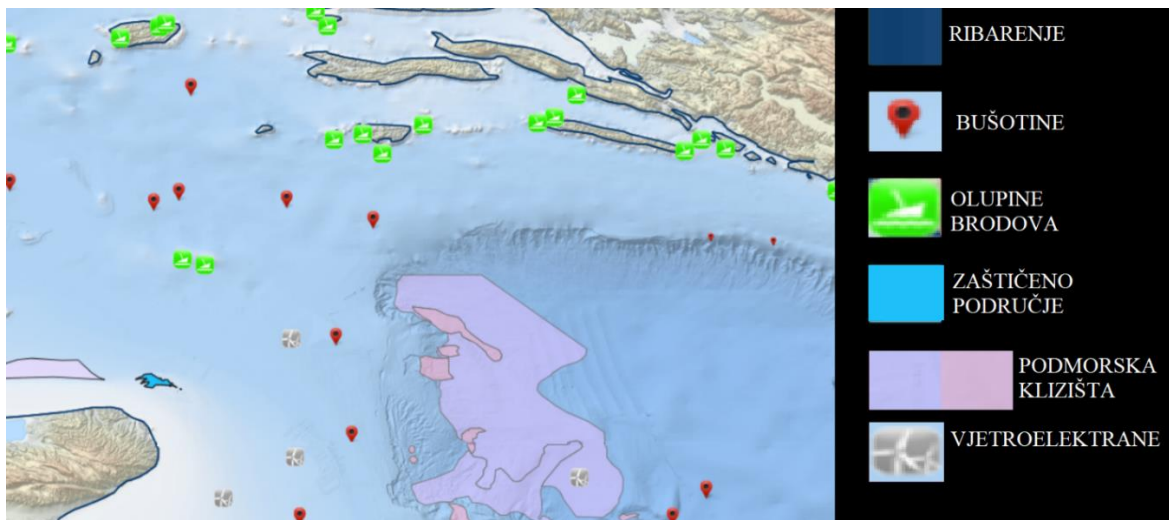 RIBARENJE
BUŠOTINE
OLUPINE
BRODOVA
ZAŠTIČENO
PODRUČJE
PODMORSKA
KLIZIŠTA
VJETROELEKTRANE